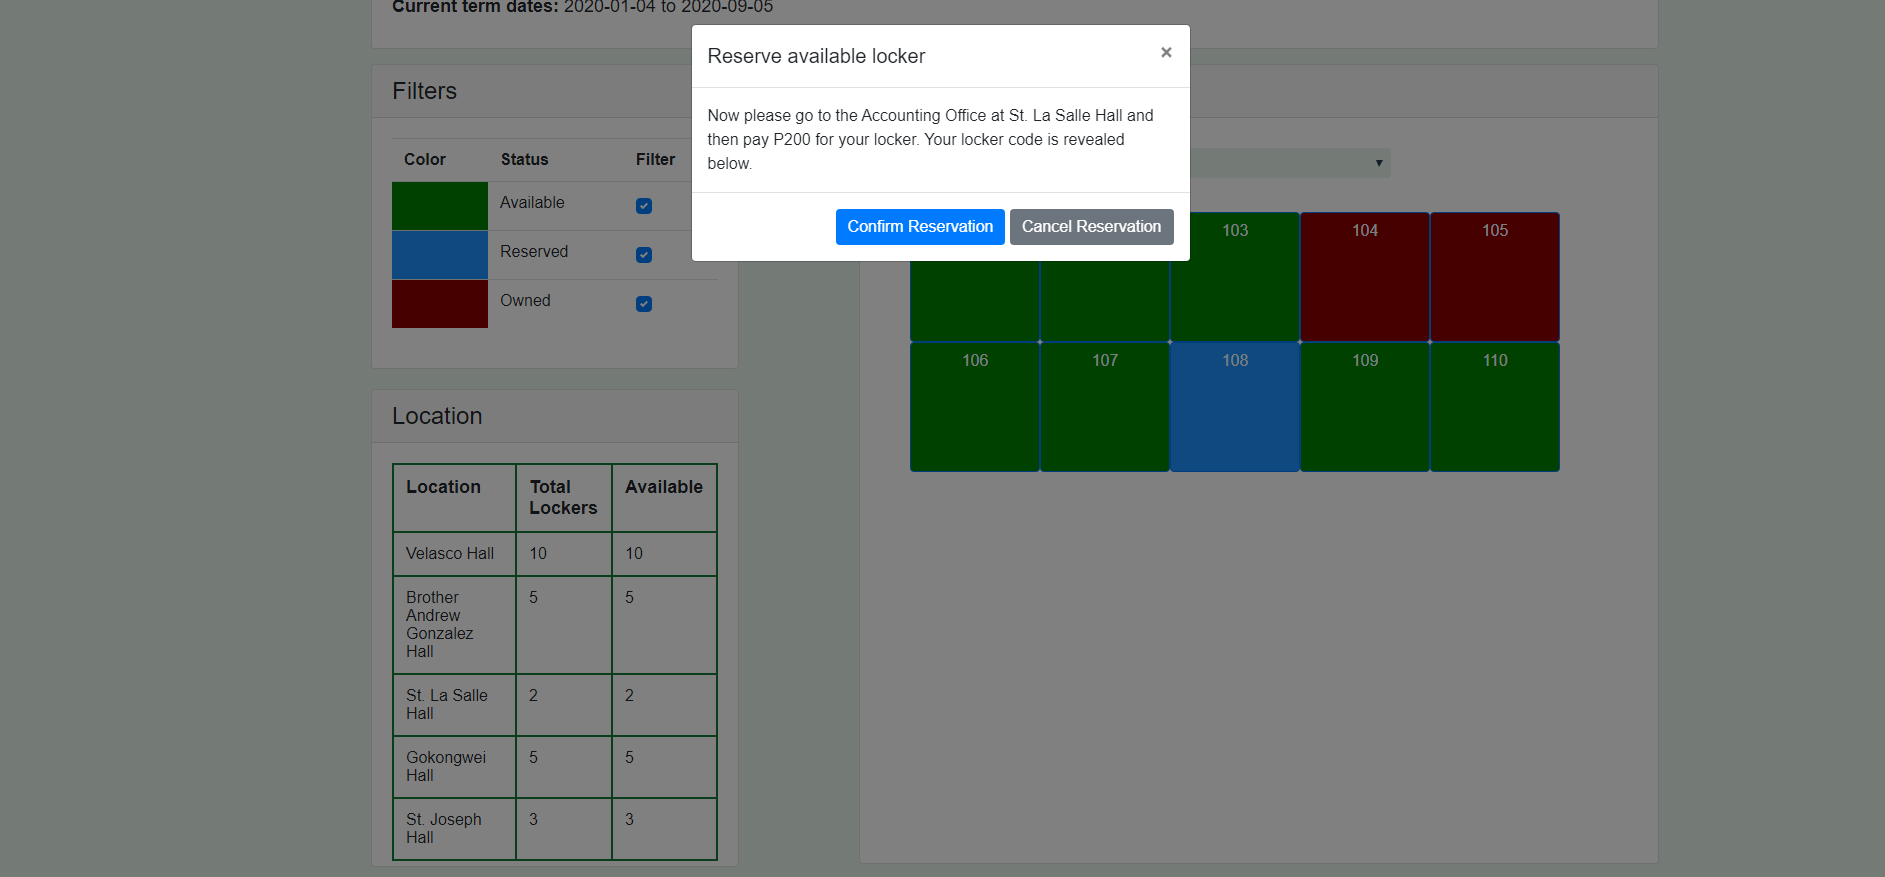 Current term dates: 2020-01-04 to 2020-09-05
Reserve available locker ×
Now please go to the Accounting Office at St. La Salle Hall and
then pay P200 for your locker. Your locker code is revealed
below.
Confirm Reservation Cancel Reservation
Filters
Color Status Filter
Available
Reserved
Owned
103 104 105
106 107 108 109 110
Location
Location Total Available
Lockers
Velasco Hall 10 10
Brother 5 5
Andrew
Gonzalez
Hall
St. La Salle 2 2
Hall
Gokongwei 5 5
Hall
St. Joseph 3 3
Hall